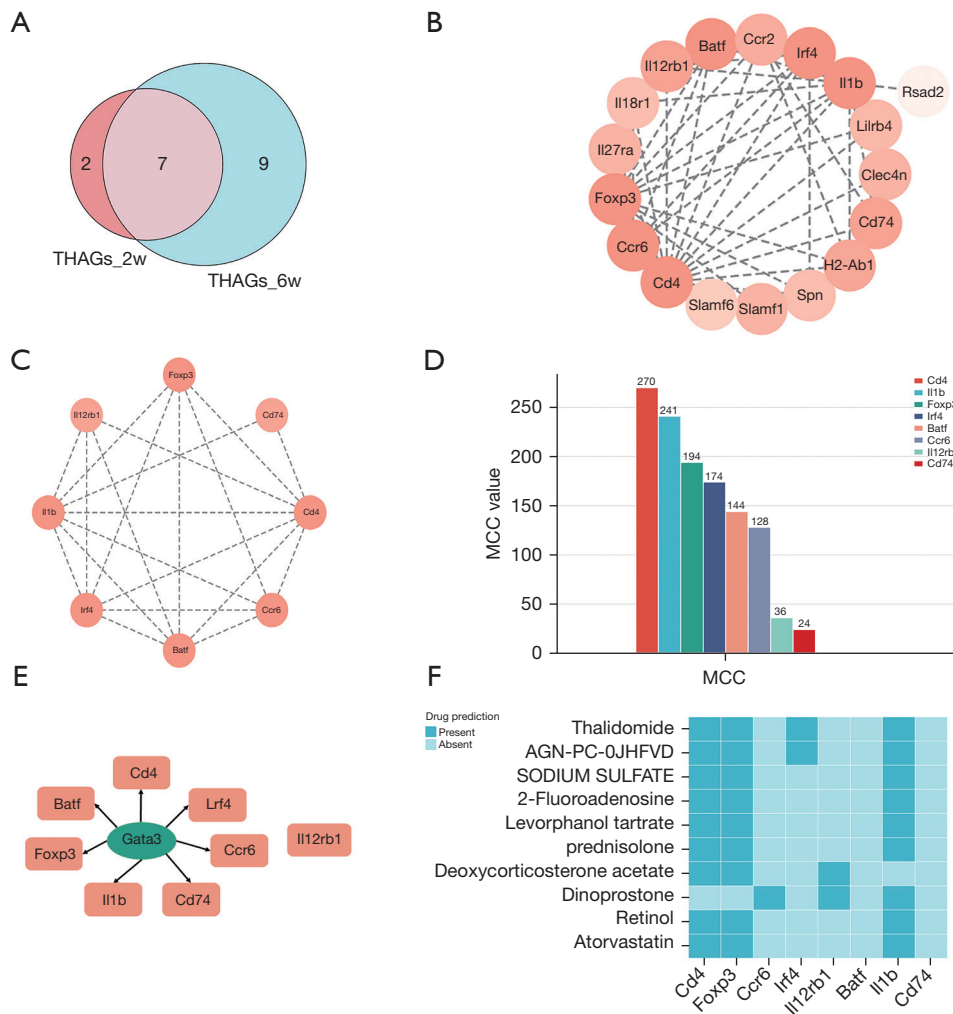 A
2
7
9
THAGs_2w
THAGs_6w
B
Batf
Ccr2
Irf4
Il12rb1
Il1b
Rsad2
Il18r1
Lilrb4
Il27ra
Clec4n
Foxp3
Cd74
Ccr6
H2-Ab1
Cd4
Spn
Slamf6
Slamf1
C
Foxp3
Il12rb1
Cd74
Il1b
Cd4
Irf4
Ccr6
Batf
D
MCC value
250
200
150
100
50
0
270
241
194
174
144
128
36
24
MCC
Cd4
Il1b
Foxp3
Irf4
Batf
Ccr6
Il12rb
Cd74
E
Cd4
Batf
Lrf4
Gata3
Il12rb1
Foxp3
Ccr6
Il1b
Cd74
F
Drug prediction
Present
Absent
Thalidomide
AGN-PC-0JHFVD
SODIUM SULFATE
2-Fluoroadenosine
Levorphanol tartrate
prednisolone
Deoxycorticosterone acetate
Dinoprostone
Retinol
Atorvastatin
Cd4
Foxp3
Ccr6
Irf4
Il12rb1
Batf
Il1b
Cd74